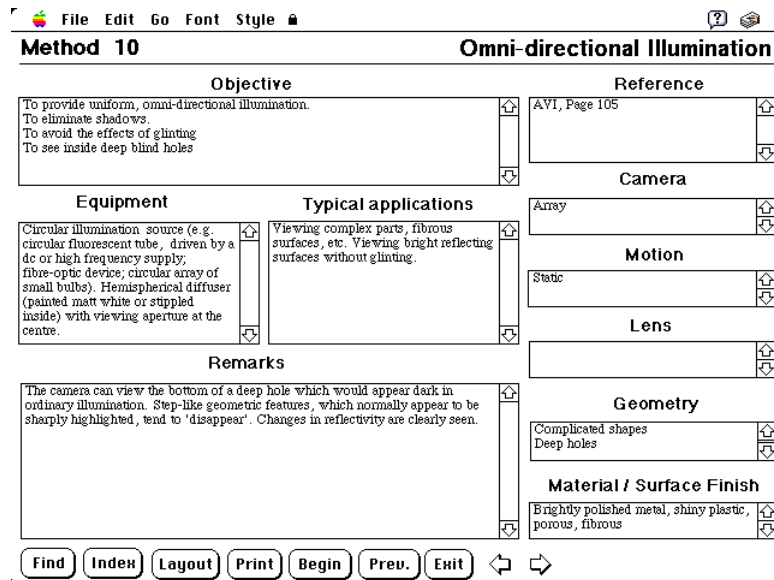 File Edit Go Font Style
Method 10 Omni-directional Illumination
Objective
To provide uniform, omni-directional illumination.
To eliminate shadows.
To avoid the effects of glinting
To see inside deep blind holes
Reference
AVI, Page 105
Camera
Array
Equipment
Circular illumination source (e.g.
circular fluorescent tube, driven by a
dc or high frequency supply;
fibre-optic device; circular array of
small bulbs). Hemispherical diffuser
(painted matt white or stippled
inside) with viewing aperture at the
centre.
Typical applications
Viewing complex parts, fibrous
surfaces, etc. Viewing bright reflecting
surfaces without glinting.
Motion
Static
Lens
Remarks
The camera can view the bottom of a deep hole which would appear dark in
ordinary illumination. Step-like geometric features, which normally appear to be
sharply highlighted, tend to 'disappear'. Changes in reflectivity are clearly seen.
Geometry
Complicated shapes
Deep holes
Material / Surface Finish
Brightly polished metal, shiny plastic,
porous, fibrous
Find Index Layout Print Begin Prev. Exit